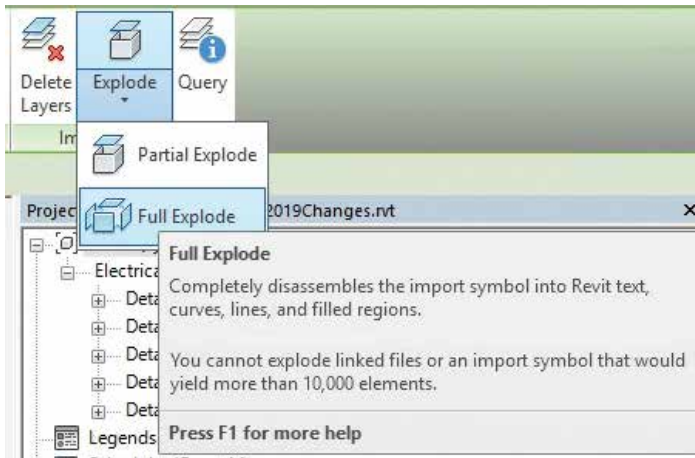 Delete Explode Query
Layers
Im
Partial Explode
Projec Full Explode 2019Changes.rvt
Full Explode
Electrica Completely disassembles the import symbol into Revit text,
Deta curves, lines, and filled regions.
Deta
Deta You cannot explode linked files or an import symbol that would
Deta yield more than 10,000 elements.
Deta
Legends Press F1 for more help